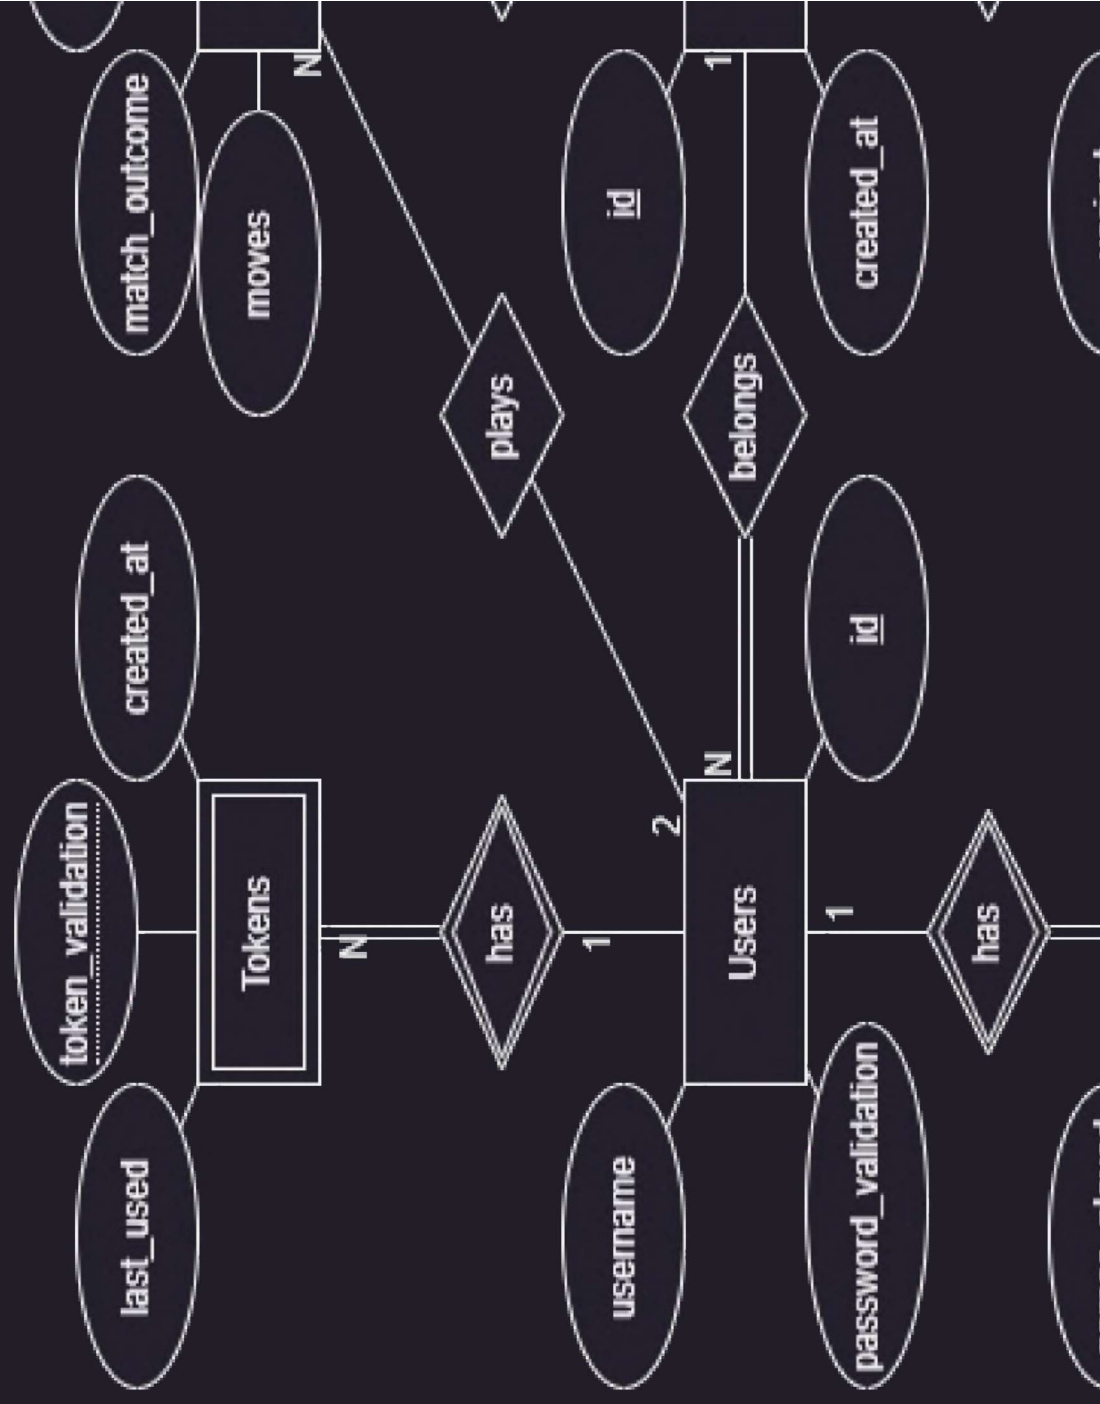 token_validation
last_used
created_at
match_outcome
Tokens
moves
N
N
has
plays
1
username
id
2
N
1
Users
belongs
1
password_validation
id
created_at
has